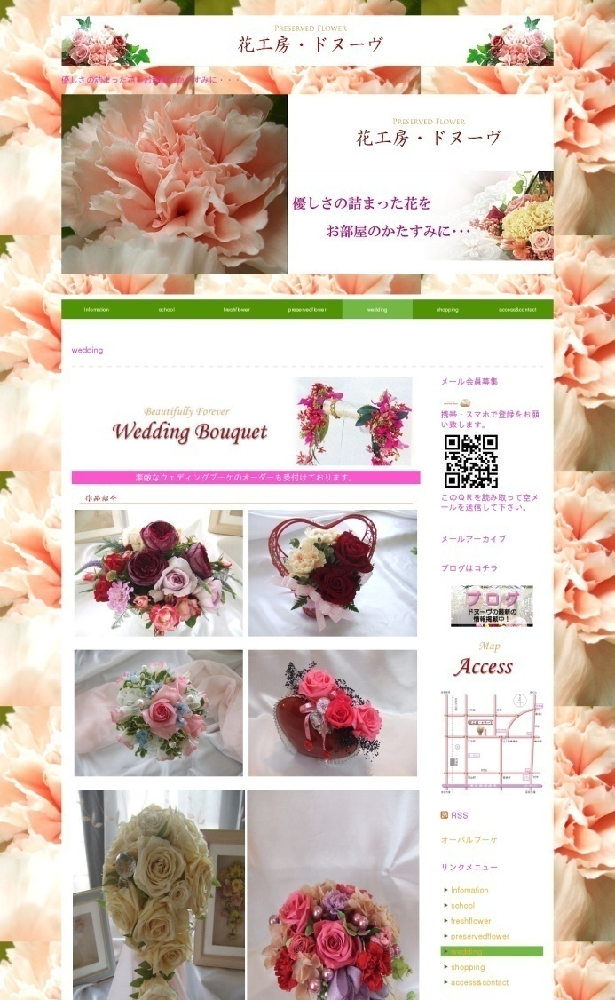 PRESERVED FLOWER
花工房・ドヌーヴ
優しさの詰まった花をお部屋のかたすみに・・・
PRESERVED FLOWER
花工房・ドヌーヴ
優しさの詰まった花を
お部屋のかたすみに・・・
Infomation school freshflower preservedflower wedding shopping access&contact
wedding
Beautifully Forever
Wedding Bouquet
素敵なウェディングブーケのオーダーも受付けております。
作品紹介
メール会員募集
携帯・スマホで登録をお願
い致します。
このＱＲを読み取って空メ
ールを送信して下さい。
メールアーカイブ
ブログはコチラ
ブログ
ドヌーヴの最新の
情報掲載中！
Map
Access
RSS
オーバルブーケ
リンクメニュー
Infomation
school
freshflower
preservedflower
wedding
shopping
access&contact